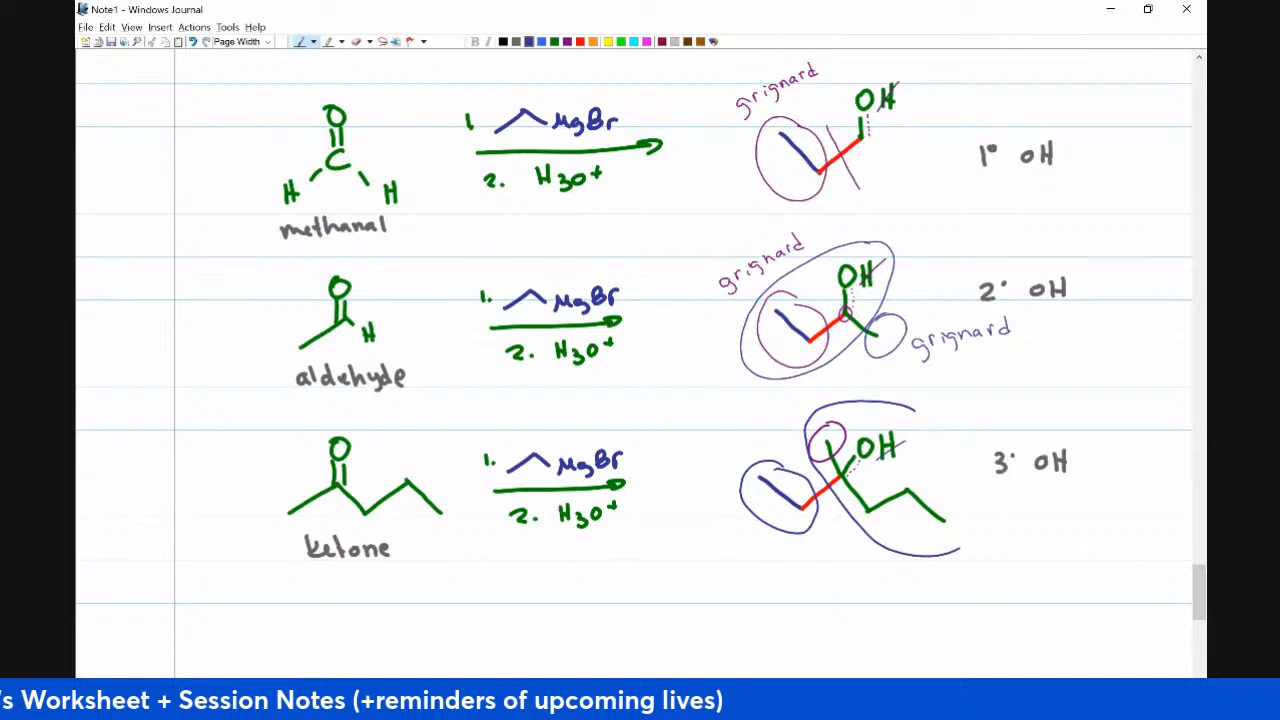 Note1 - Windows Journal
File Edit View Insert Actions Tools Help
Page Width B I
grignard
O
C
H H
methanal
1. MgBr
2. H3O+
OH
1° OH
grignard
O
H
aldehyde
1. MgBr
2. H3O+
OH
grignard
2° OH
O
ketone
1. MgBr
2. H3O+
OH
3° OH
's Worksheet + Session Notes (+reminders of upcoming lives)